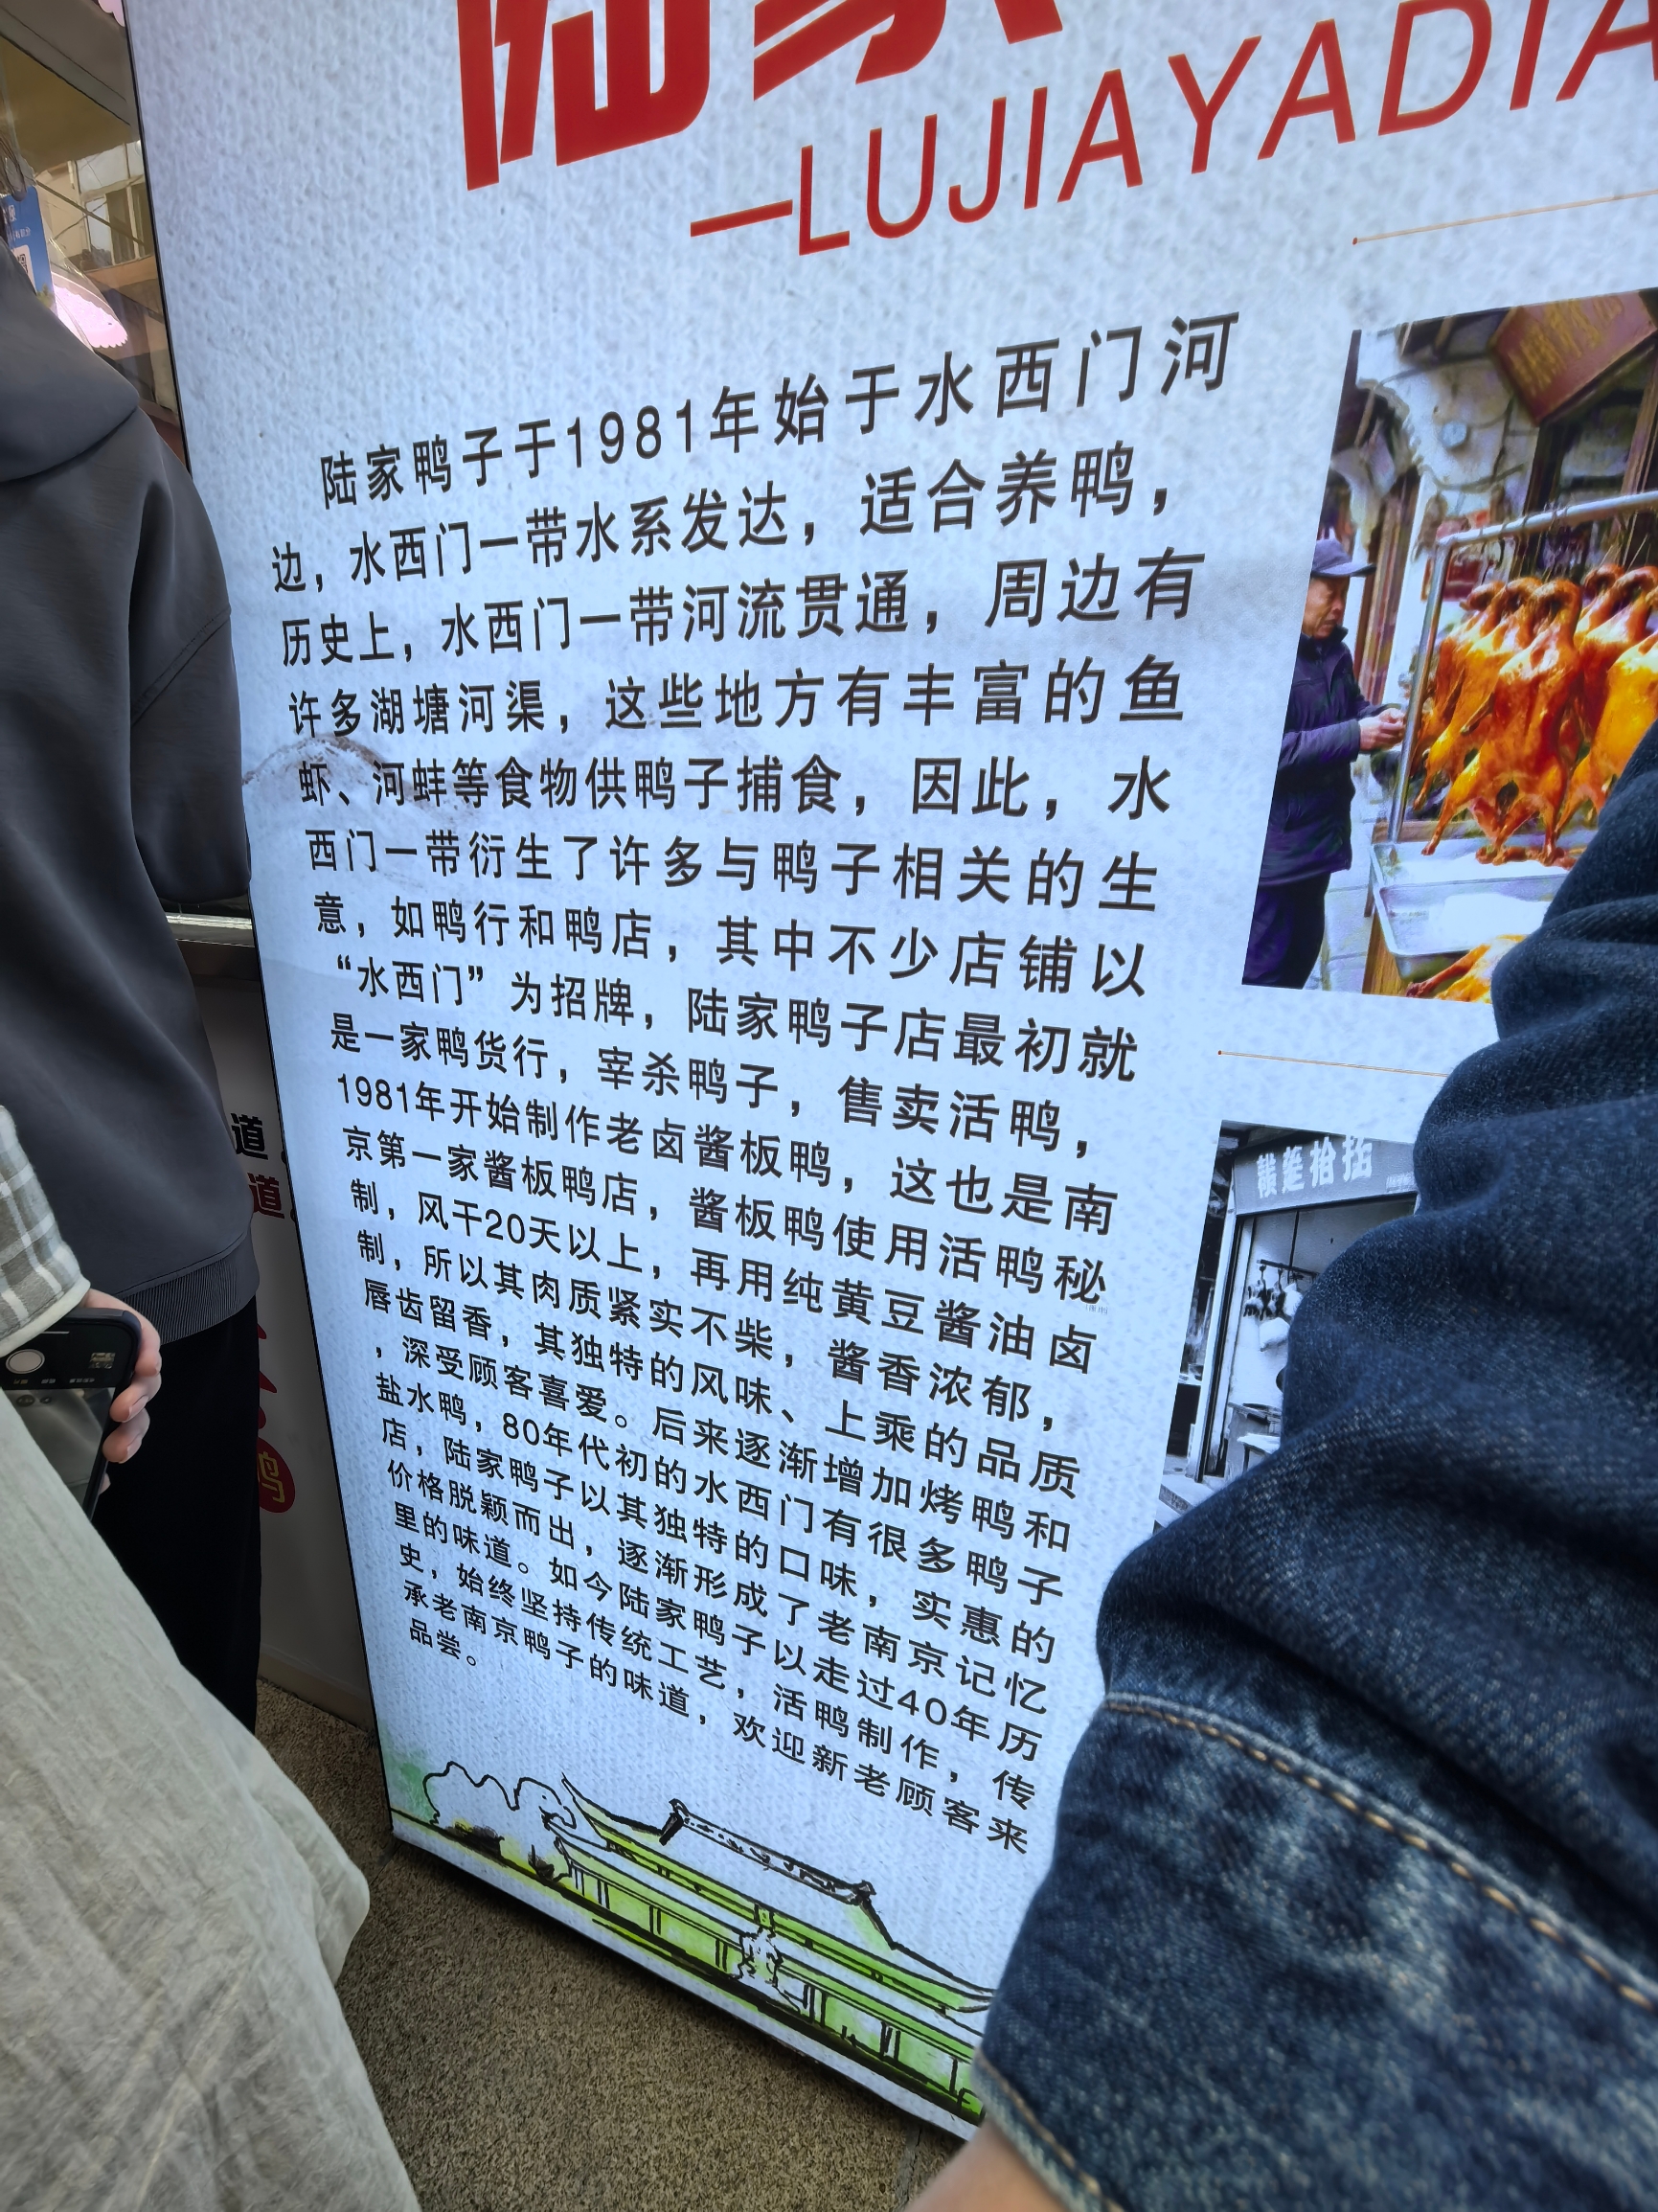 陆家
—LUJIAYADIA
陆家鸭子于1981年始于水西门河
边，水西门一带水系发达，适合养鸭，
历史上，水西门一带河流贯通，周边有
许多湖塘河渠，这些地方有丰富的鱼
虾、河蚌等食物供鸭子捕食，因此，水
西门一带衍生了许多与鸭子相关的生
意，如鸭行和鸭店，其中不少店铺以
“水西门”为招牌，陆家鸭子店最初就
是一家鸭货行，宰杀鸭子，售卖活鸭，
1981年开始制作老卤酱板鸭，这也是南
京第一家酱板鸭店，酱板鸭使用活鸭秘
制，风干20天以上，再用纯黄豆酱油卤
制，所以其肉质紧实不柴，酱香浓郁，
唇齿留香，其独特的风味、上乘的品质
，深受顾客喜爱。后来逐渐增加烤鸭和
盐水鸭，80年代初的水西门有很多鸭子
店，陆家鸭子以其独特的口味，实惠的
价格脱颖而出，逐渐形成了老南京记忆
里的味道。如今陆家鸭子以走过40年历
史，始终坚持传统工艺，活鸭制作，传
承老南京鸭子的味道，欢迎新老顾客来
品尝。
道
道
鸭